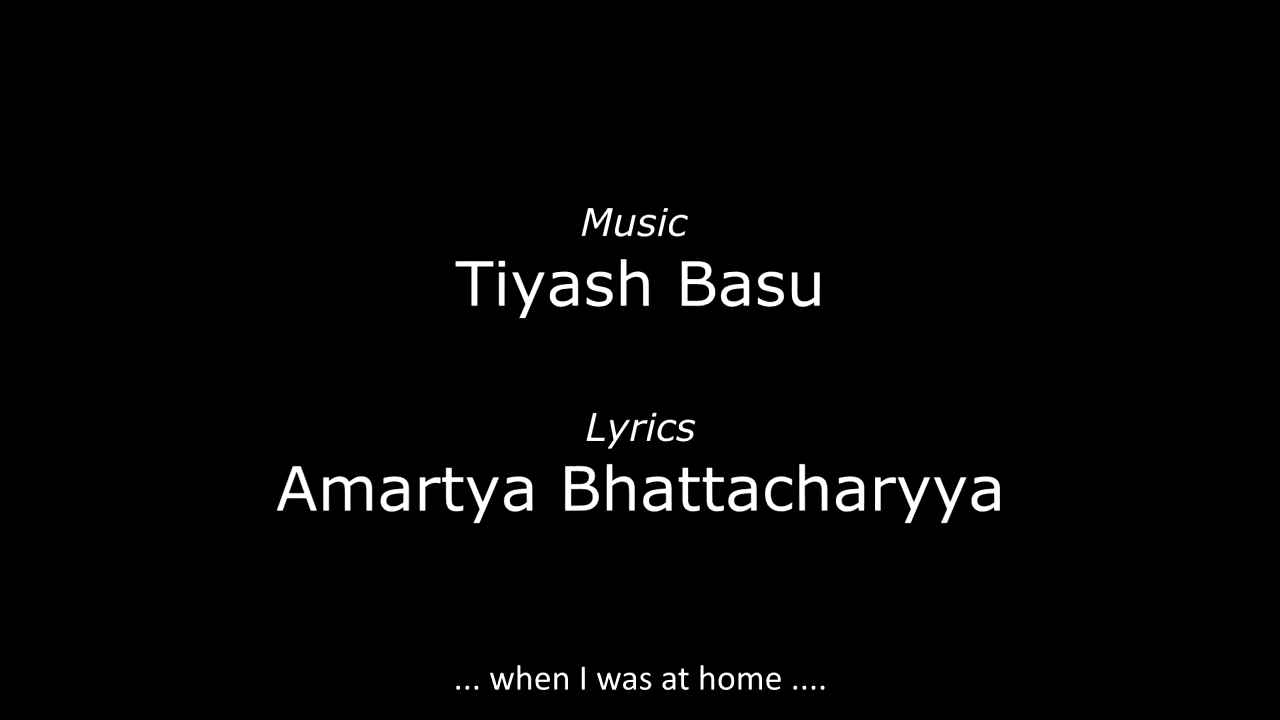 Music
Tiyash Basu
Lyrics
Amartya Bhattacharyya
... when I was at home ....